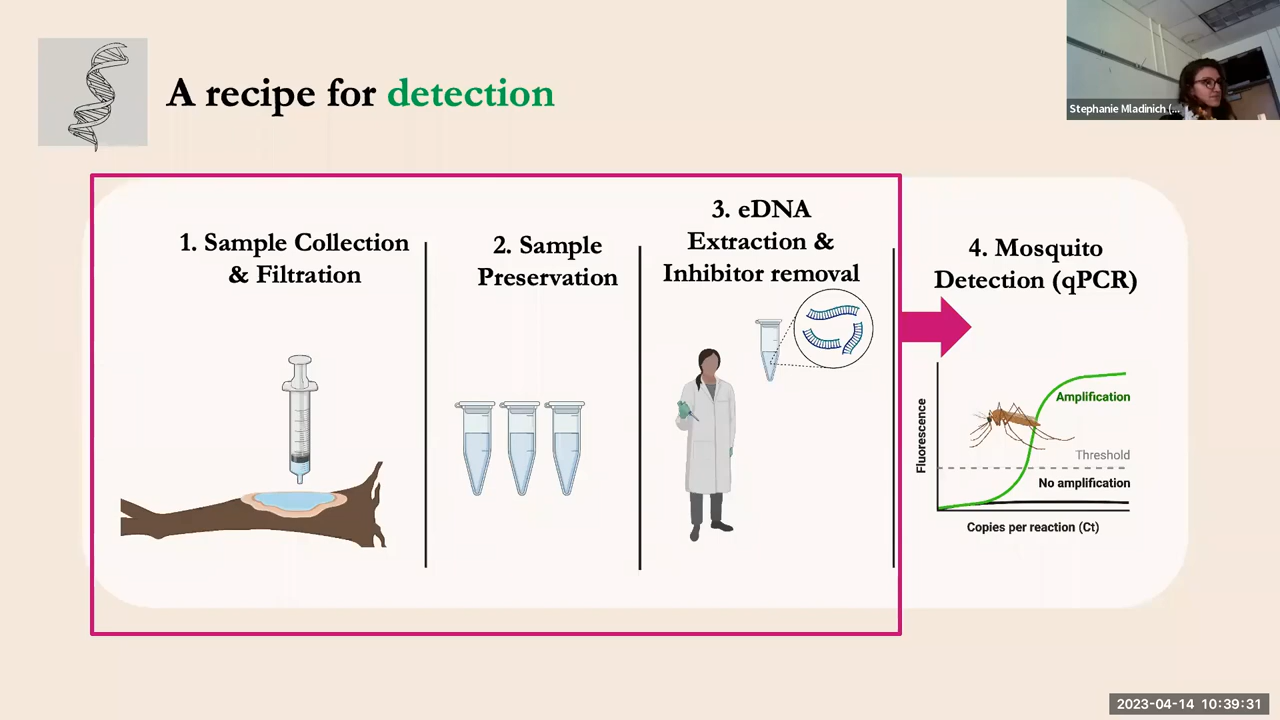 A recipe for detection
Stephanie Mladinich (...
1. Sample Collection
& Filtration
2. Sample
Preservation
3. eDNA
Extraction &
Inhibitor removal
4. Mosquito
Detection (qPCR)
Fluorescence
Amplification
Threshold
No amplification
Copies per reaction (Ct)
2023-04-14 10:39:31